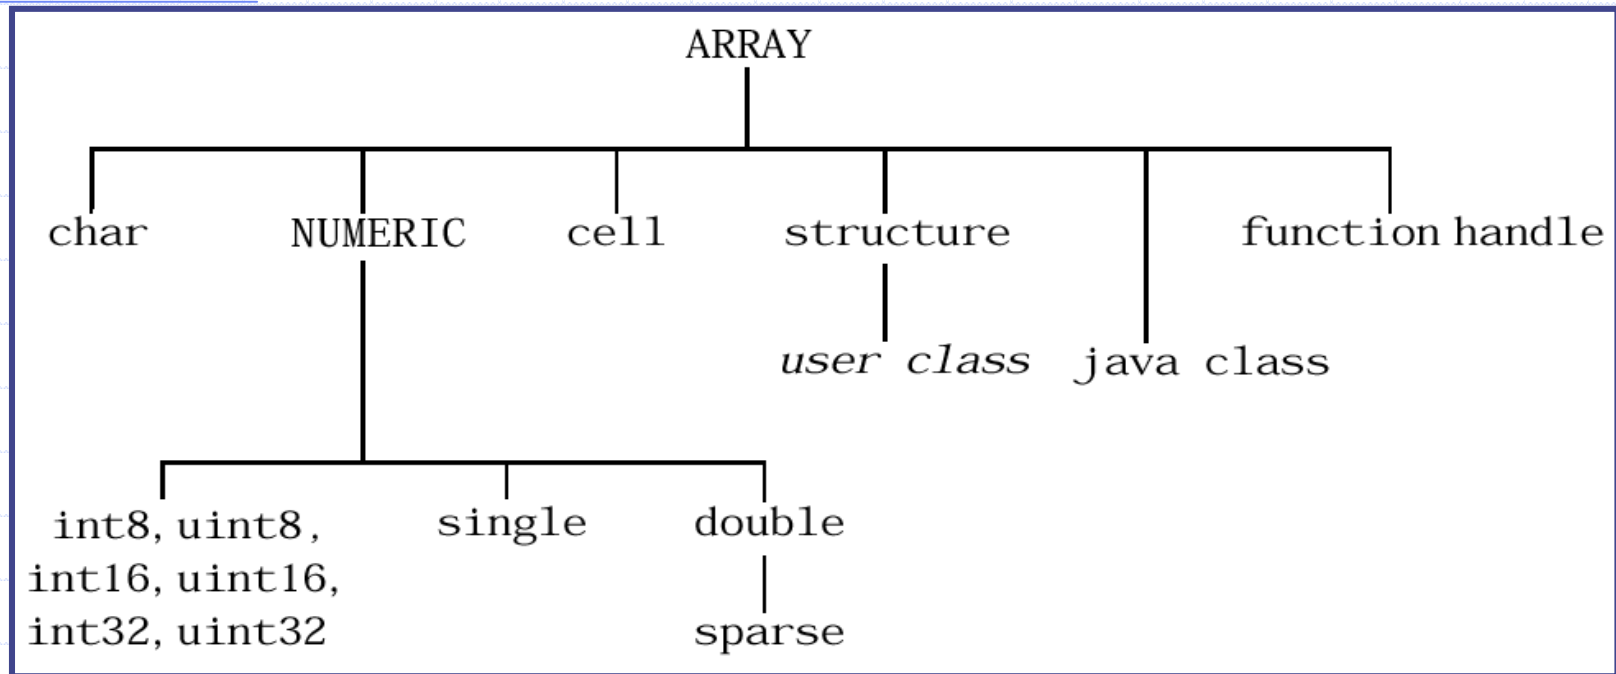 ARRAY
char NUMERIC cell structure function handle
user class java class
int8, uint8, single double
int16, uint16,
int32, uint32 sparse